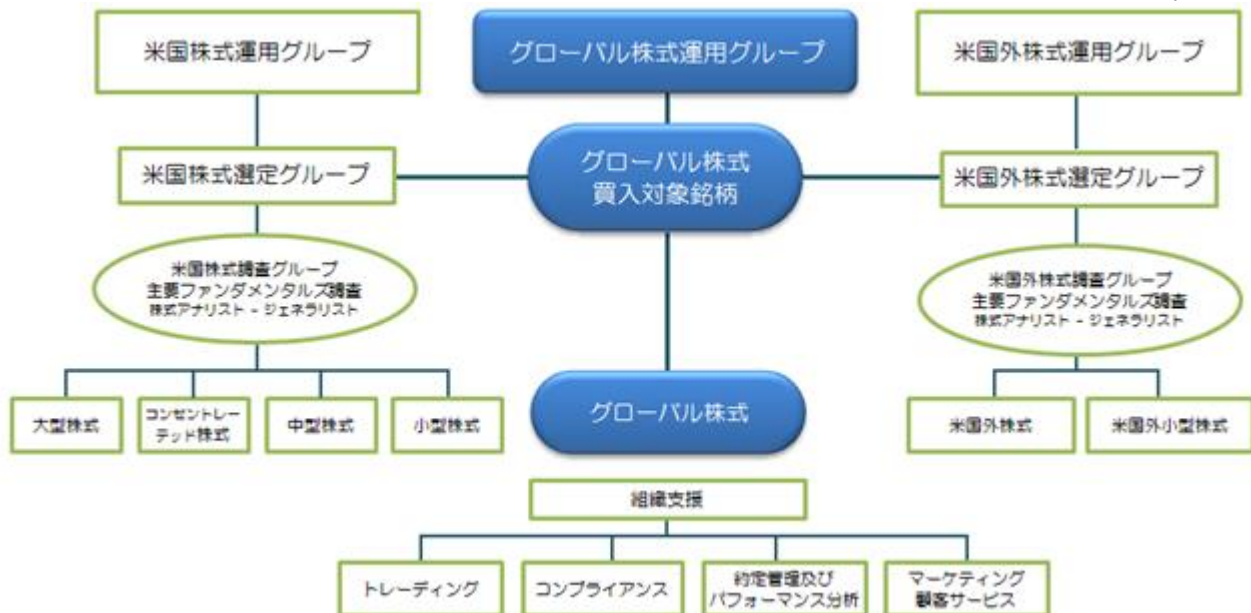 米国株式運用グループ
グローバル株式運用グループ
米国外株式運用グループ
米国株式選定グループ
グローバル株式
買入対象銘柄
米国外株式選定グループ
米国株式調査グループ
主要ファンダメンタルズ調査
株式アナリスト - ジェネラリスト
米国外株式調査グループ
主要ファンダメンタルズ調査
株式アナリスト - ジェネラリスト
大型株式
コンセントレー
テッド株式
中型株式
小型株式
グローバル株式
米国外株式
米国外小型株式
組織支援
トレーディング
コンプライアンス
約定管理及び
パフォーマンス分析
マーケティング
顧客サービス